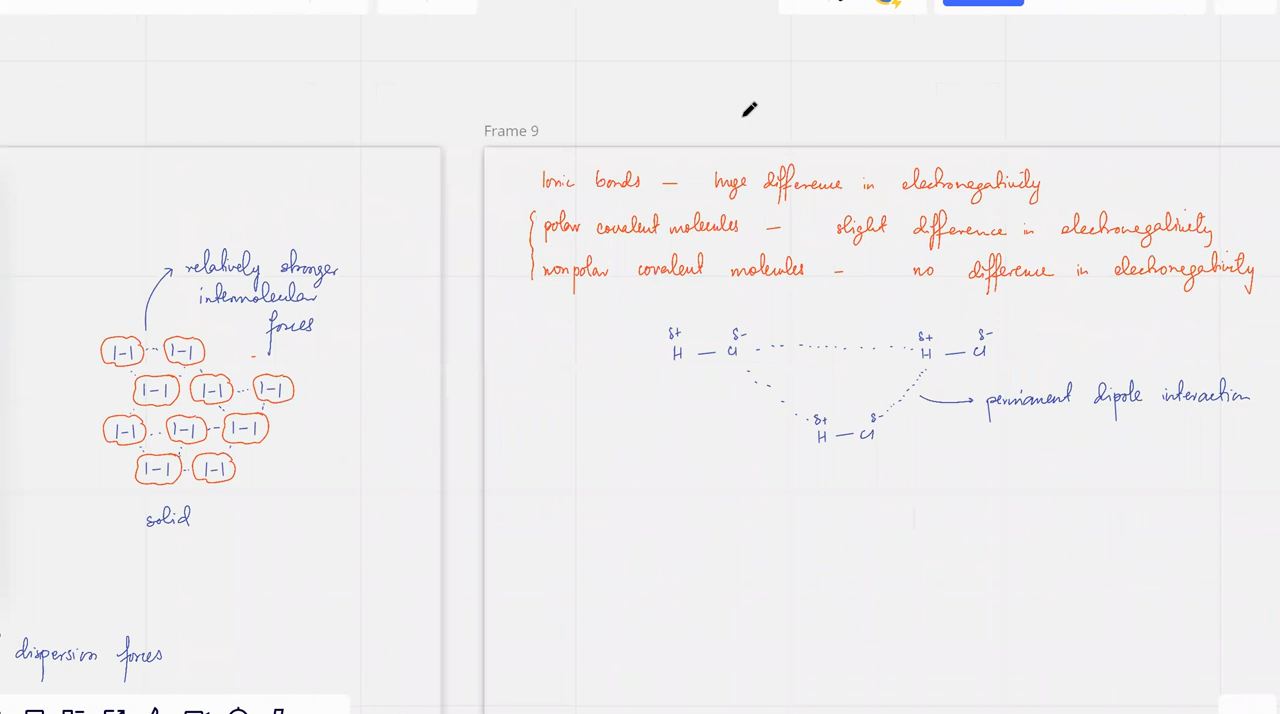 Frame 9
relatively stronger
intermolecular
forces
I-I I-I
I-I I-I I-I
I-I I-I I-I
I-I I-I
solid
dispersion forces
Ionic bonds — huge difference in electronegativity
polar covalent molecules — slight difference in electronegativity
nonpolar covalent molecules - no difference in electronegativity
δ+ δ- δ+ δ-
H — Cl H — Cl
permanent dipole interaction
δ+ δ-
H — Cl